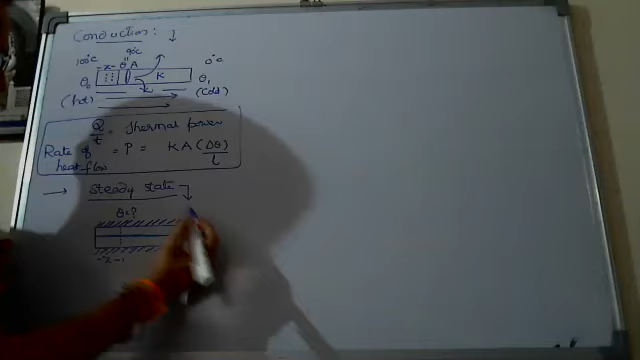 Conduction: ↓
90°c
100°c -x- θ A 0°c
θ₀ K θ₁
(hot) (cold)
Q/t = Thermal power
Rate of heat flow = P = KA(Δθ)/l
→ steady state
θ=?
-x-